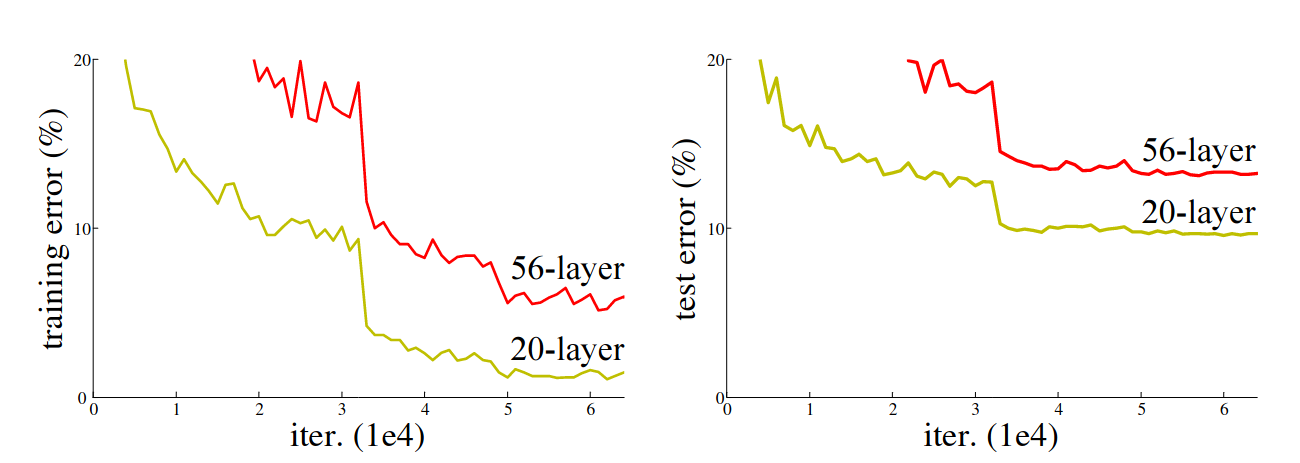 20
10
0
training error (%)
56-layer
20-layer
0 1 2 3 4 5 6
iter. (1e4)
20
10
0
test error (%)
56-layer
20-layer
0 1 2 3 4 5 6
iter. (1e4)